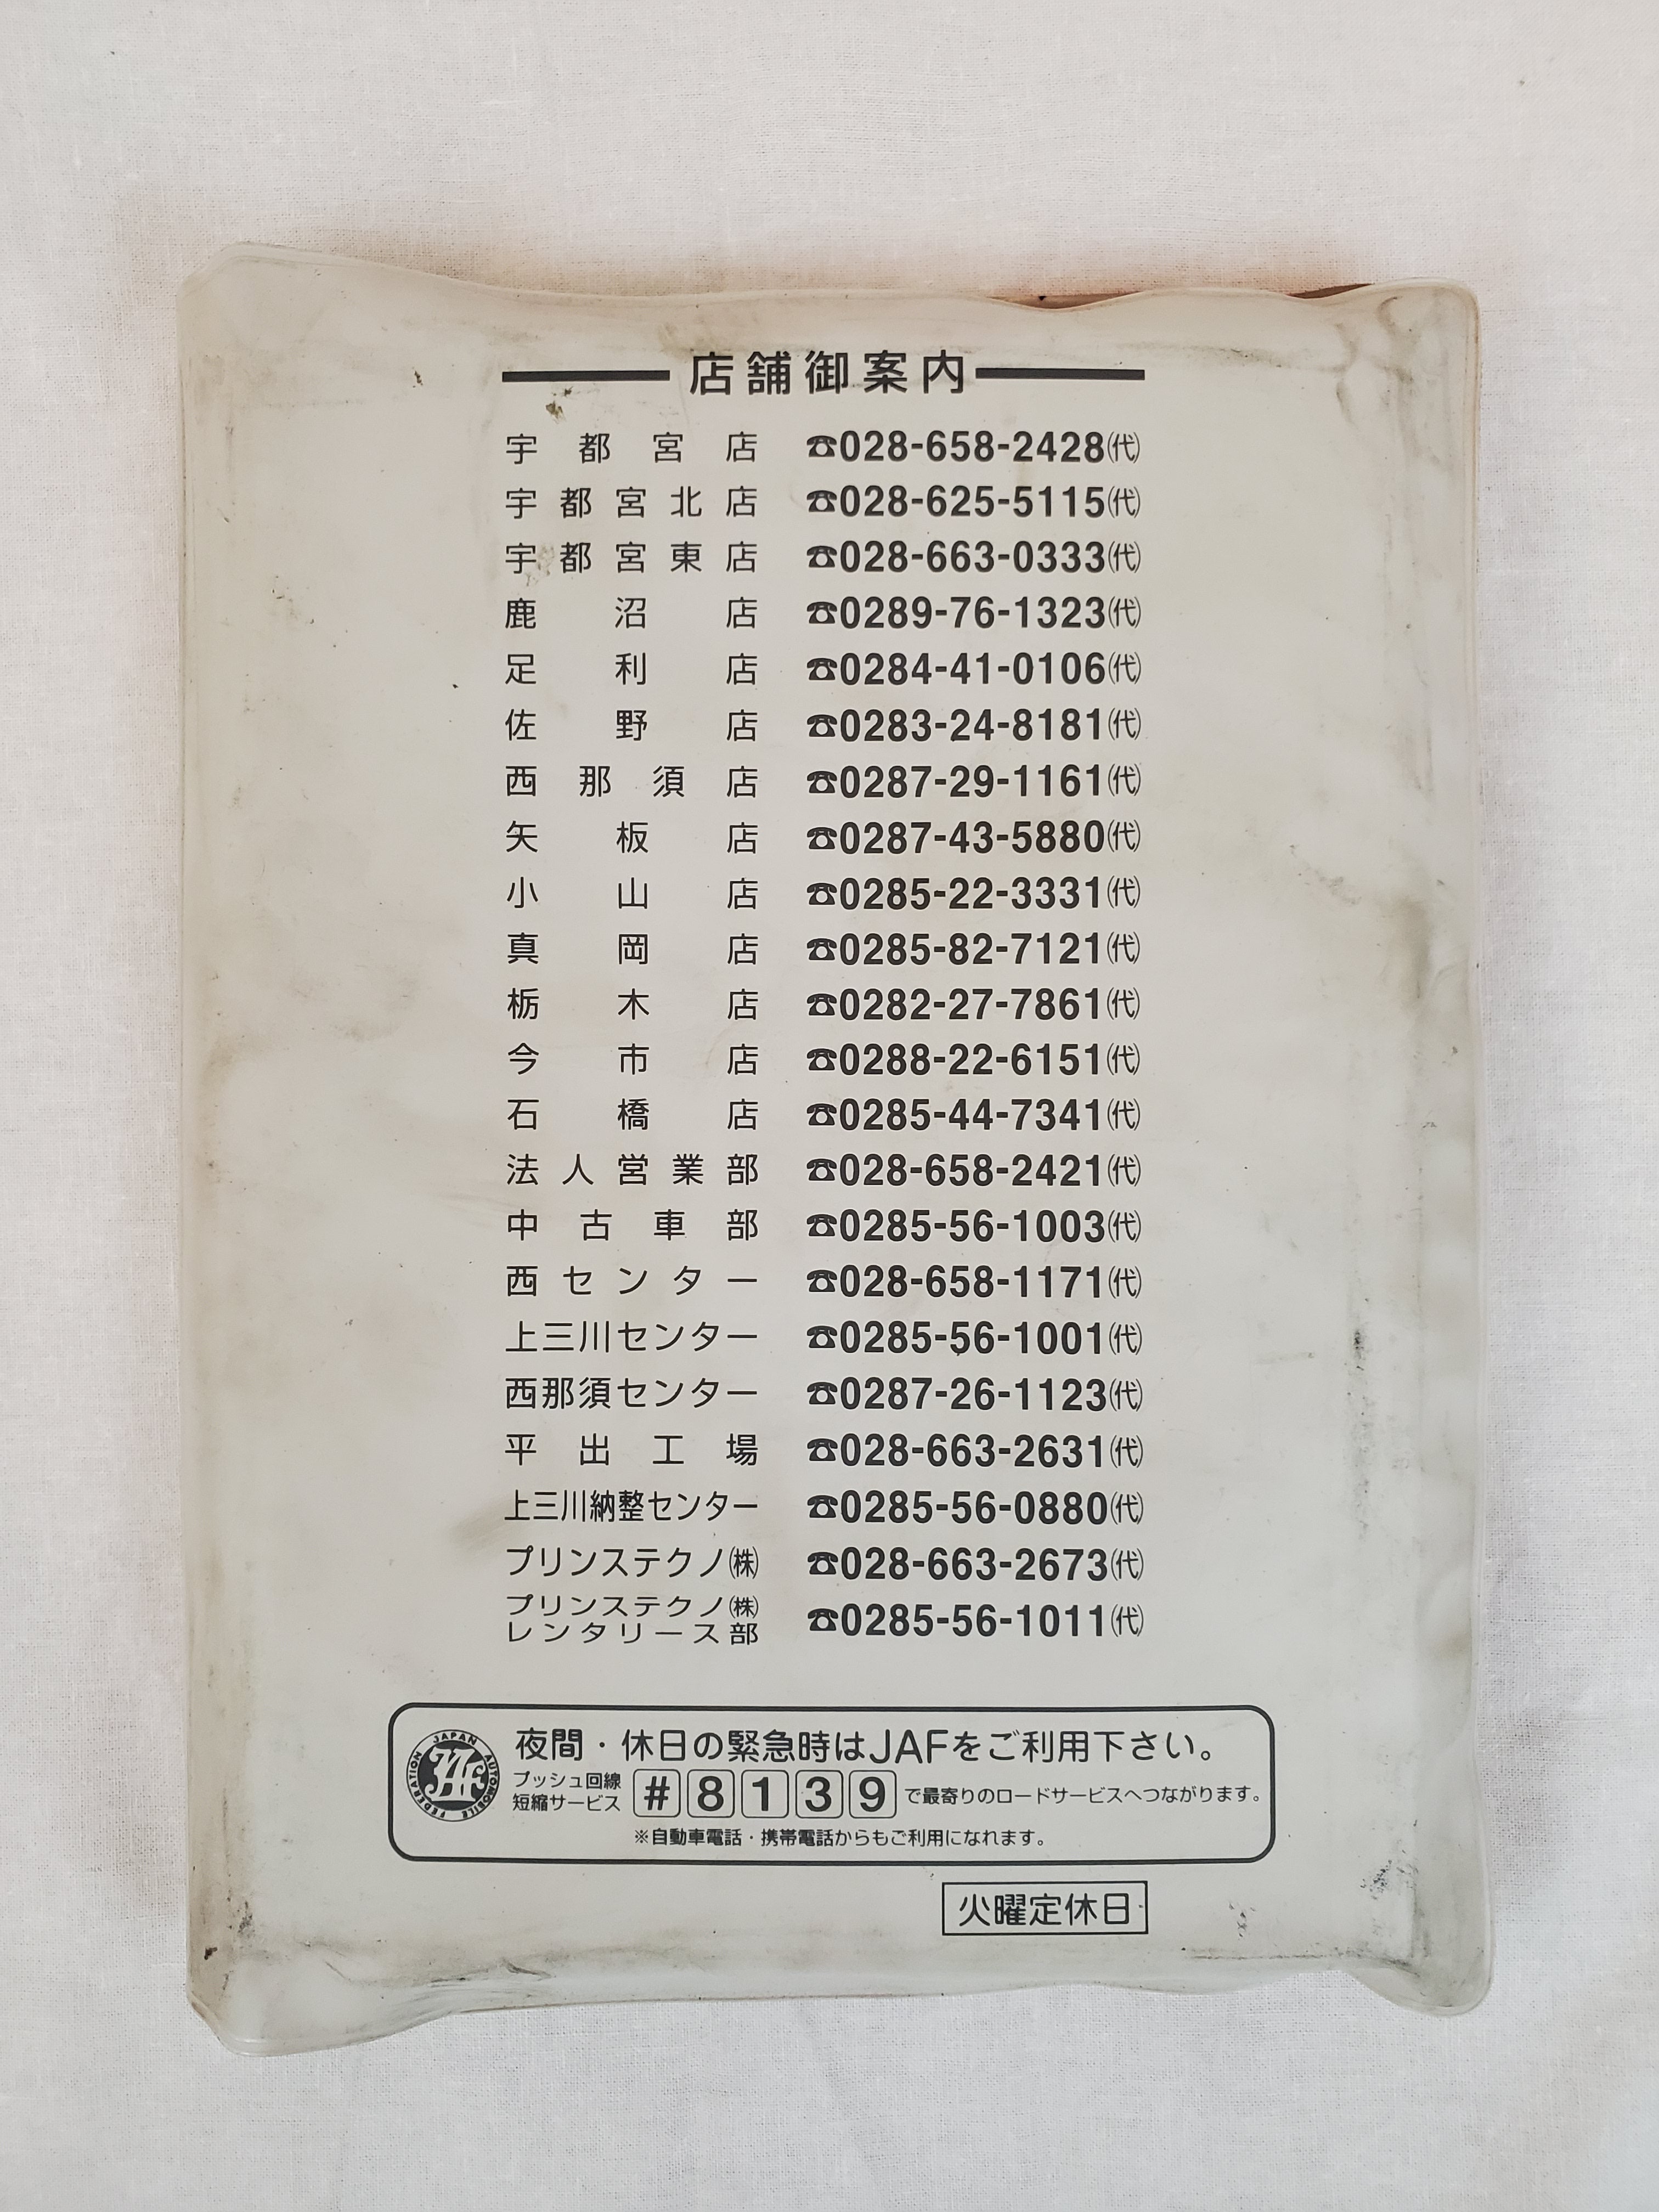 店舗御案内
宇都宮店 ☎028-658-2428㈹
宇都宮北店 ☎028-625-5115㈹
宇都宮東店 ☎028-663-0333㈹
鹿沼店 ☎0289-76-1323㈹
足利店 ☎0284-41-0106㈹
佐野店 ☎0283-24-8181㈹
西那須店 ☎0287-29-1161㈹
矢板店 ☎0287-43-5880㈹
小山店 ☎0285-22-3331㈹
真岡店 ☎0285-82-7121㈹
栃木店 ☎0282-27-7861㈹
今市店 ☎0288-22-6151㈹
石橋店 ☎0285-44-7341㈹
法人営業部 ☎028-658-2421㈹
中古車部 ☎0285-56-1003㈹
西センター ☎028-658-1171㈹
上三川センター ☎0285-56-1001㈹
西那須センター ☎0287-26-1123㈹
平出工場 ☎028-663-2631㈹
上三川納整センター ☎0285-56-0880㈹
プリンステクノ㈱ ☎028-663-2673㈹
プリンステクノ㈱
レンタリース部 ☎0285-56-1011㈹
JAPAN AUTOMOBILE FEDERATION
JAF
夜間・休日の緊急時はJAFをご利用下さい。
プッシュ回線
短縮サービス #8139 で最寄りのロードサービスへつながります。
※自動車電話・携帯電話からもご利用になれます。
火曜定休日